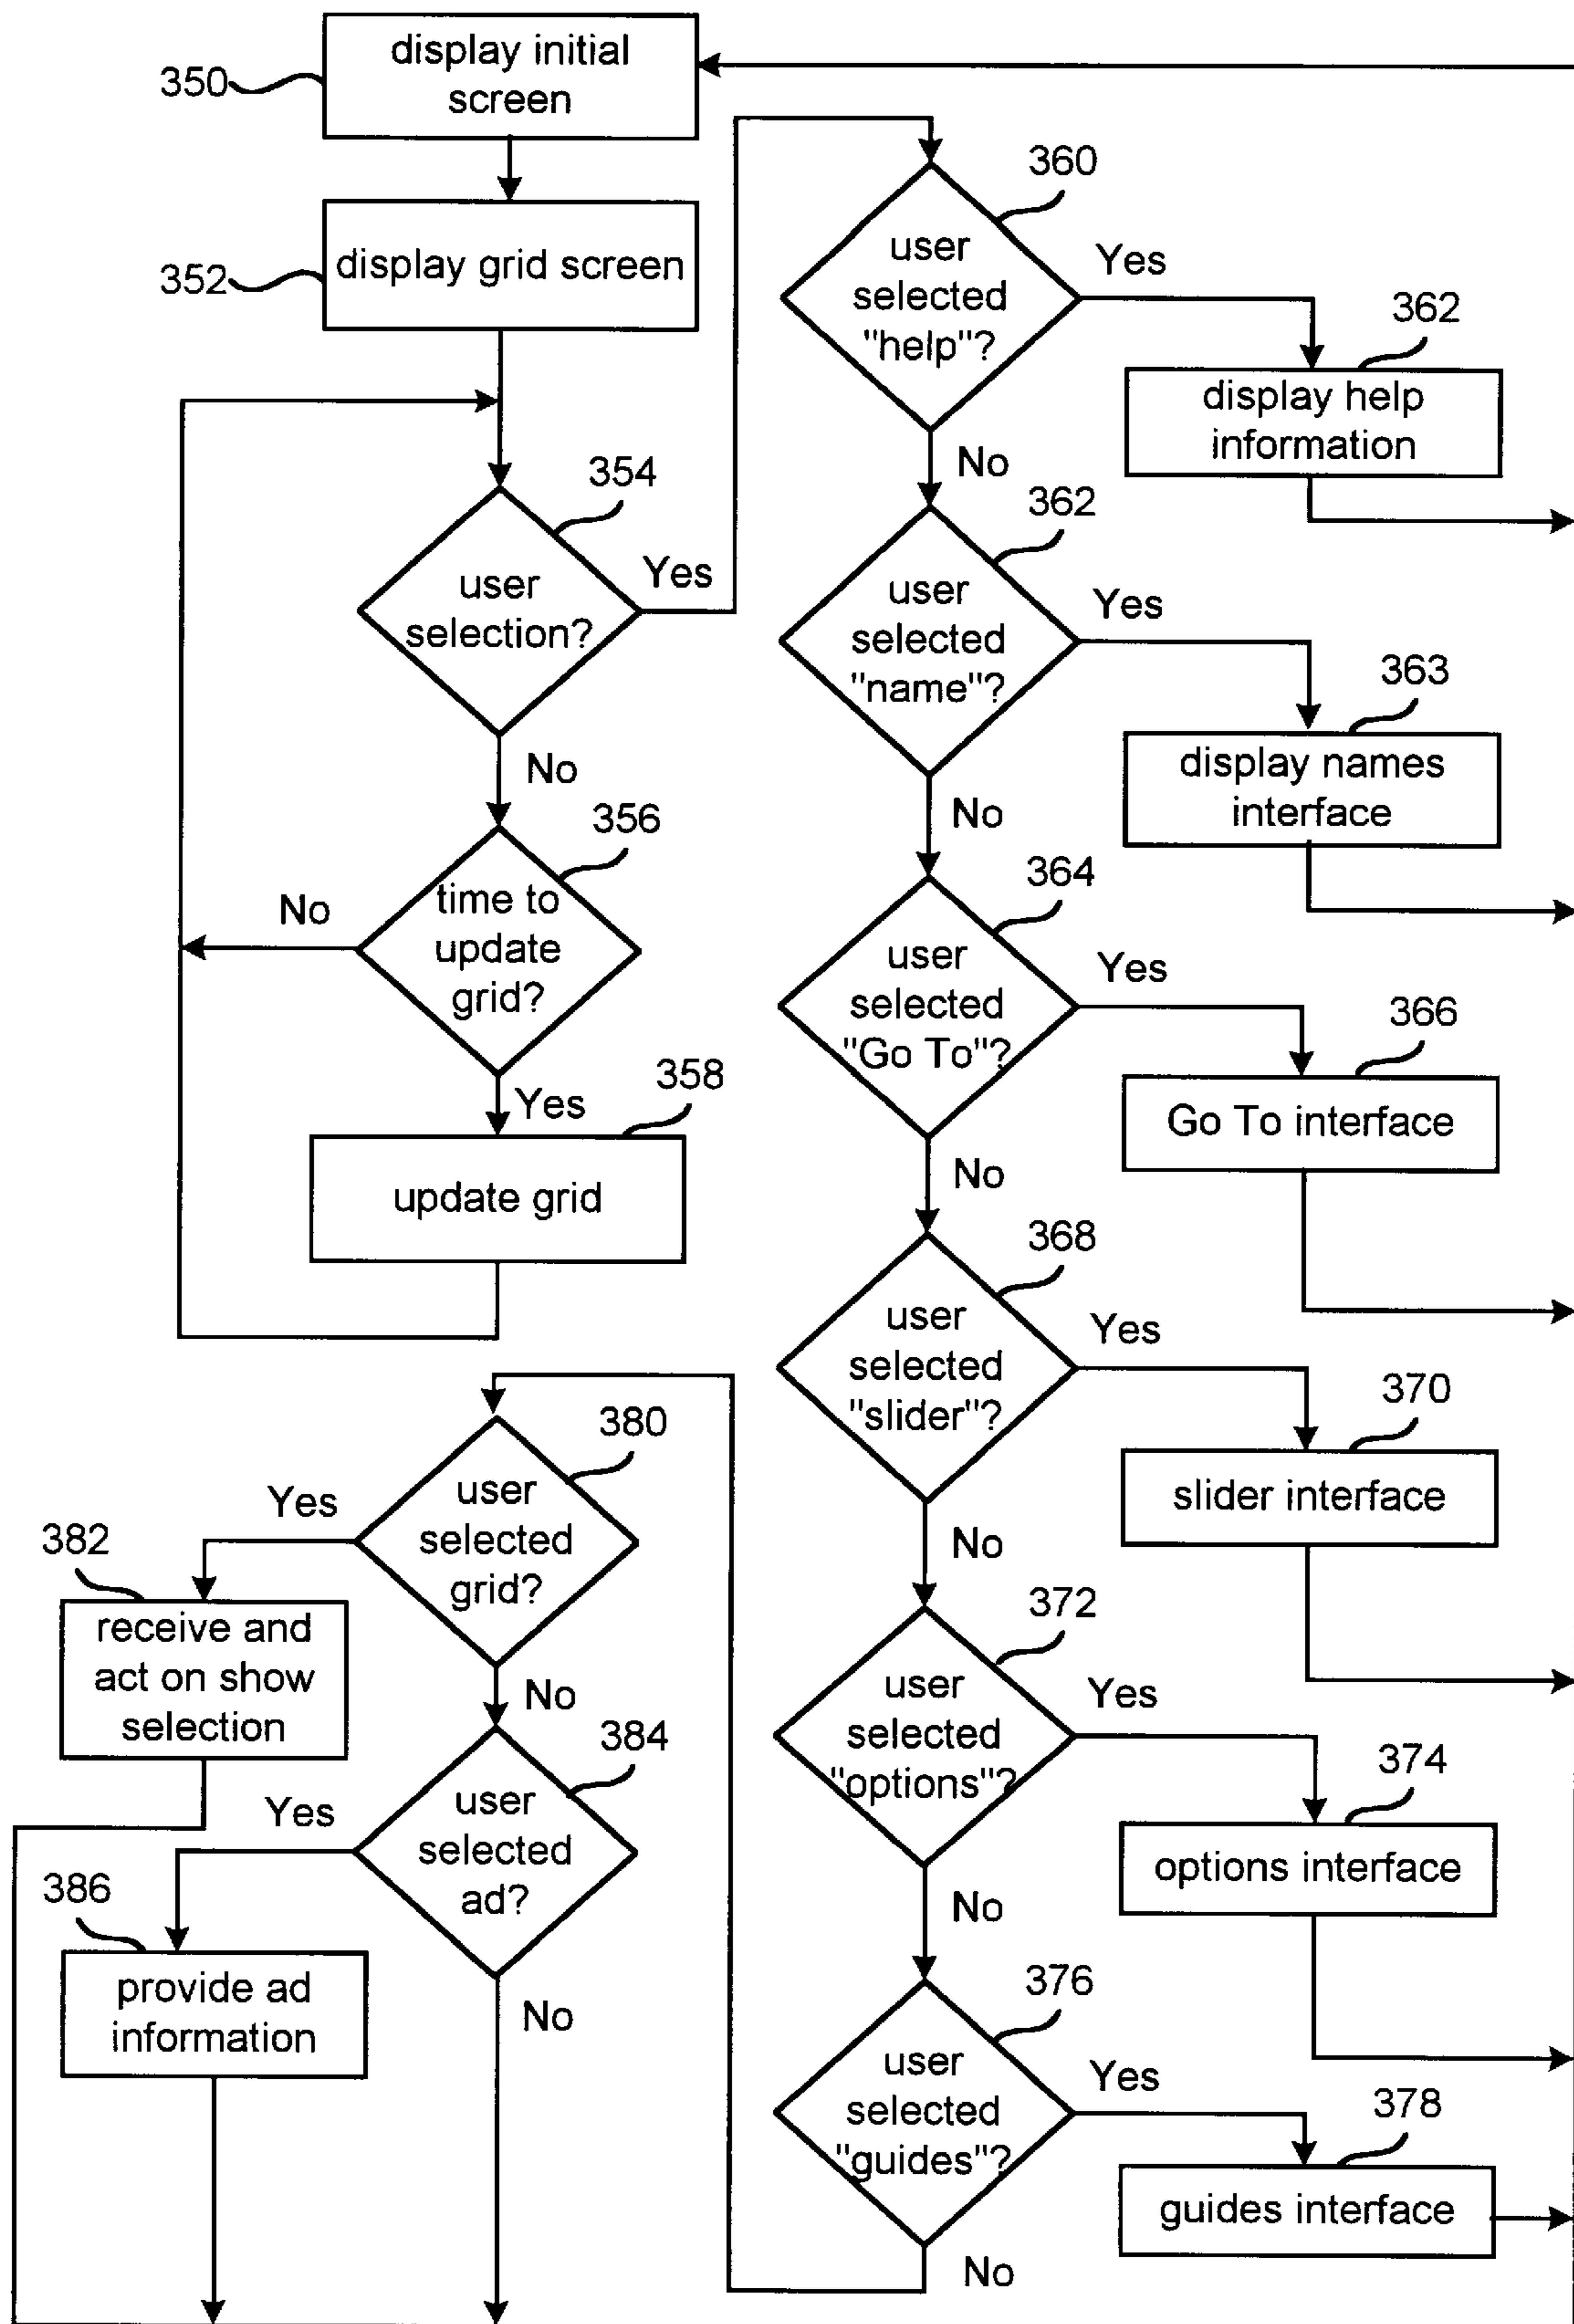 350
display initial
screen
352
display grid screen
354
user
selection?
Yes
No
356
time to
update
grid?
No
Yes
358
update grid
360
user
selected
"help"?
Yes
362
display help
information
No
362
user
selected
"name"?
Yes
363
display names
interface
No
364
user
selected
"Go To"?
Yes
366
Go To interface
No
368
user
selected
"slider"?
Yes
370
slider interface
No
372
user
selected
"options"?
Yes
374
options interface
No
376
user
selected
"guides"?
Yes
378
guides interface
No
380
user
selected
grid?
Yes
382
receive and
act on show
selection
No
384
user
selected
ad?
Yes
386
provide ad
information
No